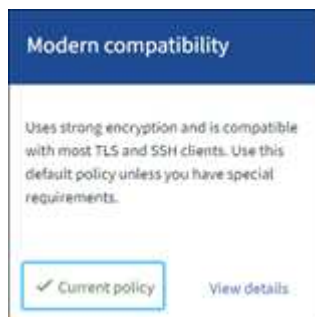 Modern compatibility
Uses strong encryption and is compatible
with most TLS and SSH clients. Use this
default policy unless you have special
requirements.
✓ Current policy
View details